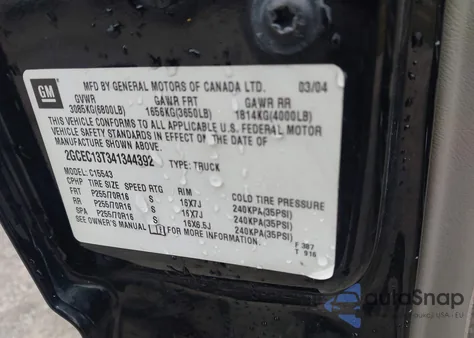 GM
MFD BY GENERAL MOTORS OF CANADA LTD. 03/04
GVWR GAWR FRT GAWR RR
3085KG(6800LB) 1656KG(3650LB) 1814KG(4000LB)
THIS VEHICLE CONFORMS TO ALL APPLICABLE U.S. FEDERAL MOTOR
VEHICLE SAFETY STANDARDS IN EFFECT ON THE DATE OF
MANUFACTURE SHOWN ABOVE.
2GCEC13T341344392 TYPE: TRUCK
MODEL: C15543
CPHP TIRE SIZE SPEED RTG RIM COLD TIRE PRESSURE
FRT P255/70R16 S 16X7J 240KPA(35PSI)
RR P255/70R16 S 16X7J 240KPA(35PSI)
SPA P255/70R16 S 16X6.5J 240KPA(35PSI)
SEE OWNER'S MANUAL FOR MORE INFORMATION.
F 387
T 916
autoSnap
USA - EU